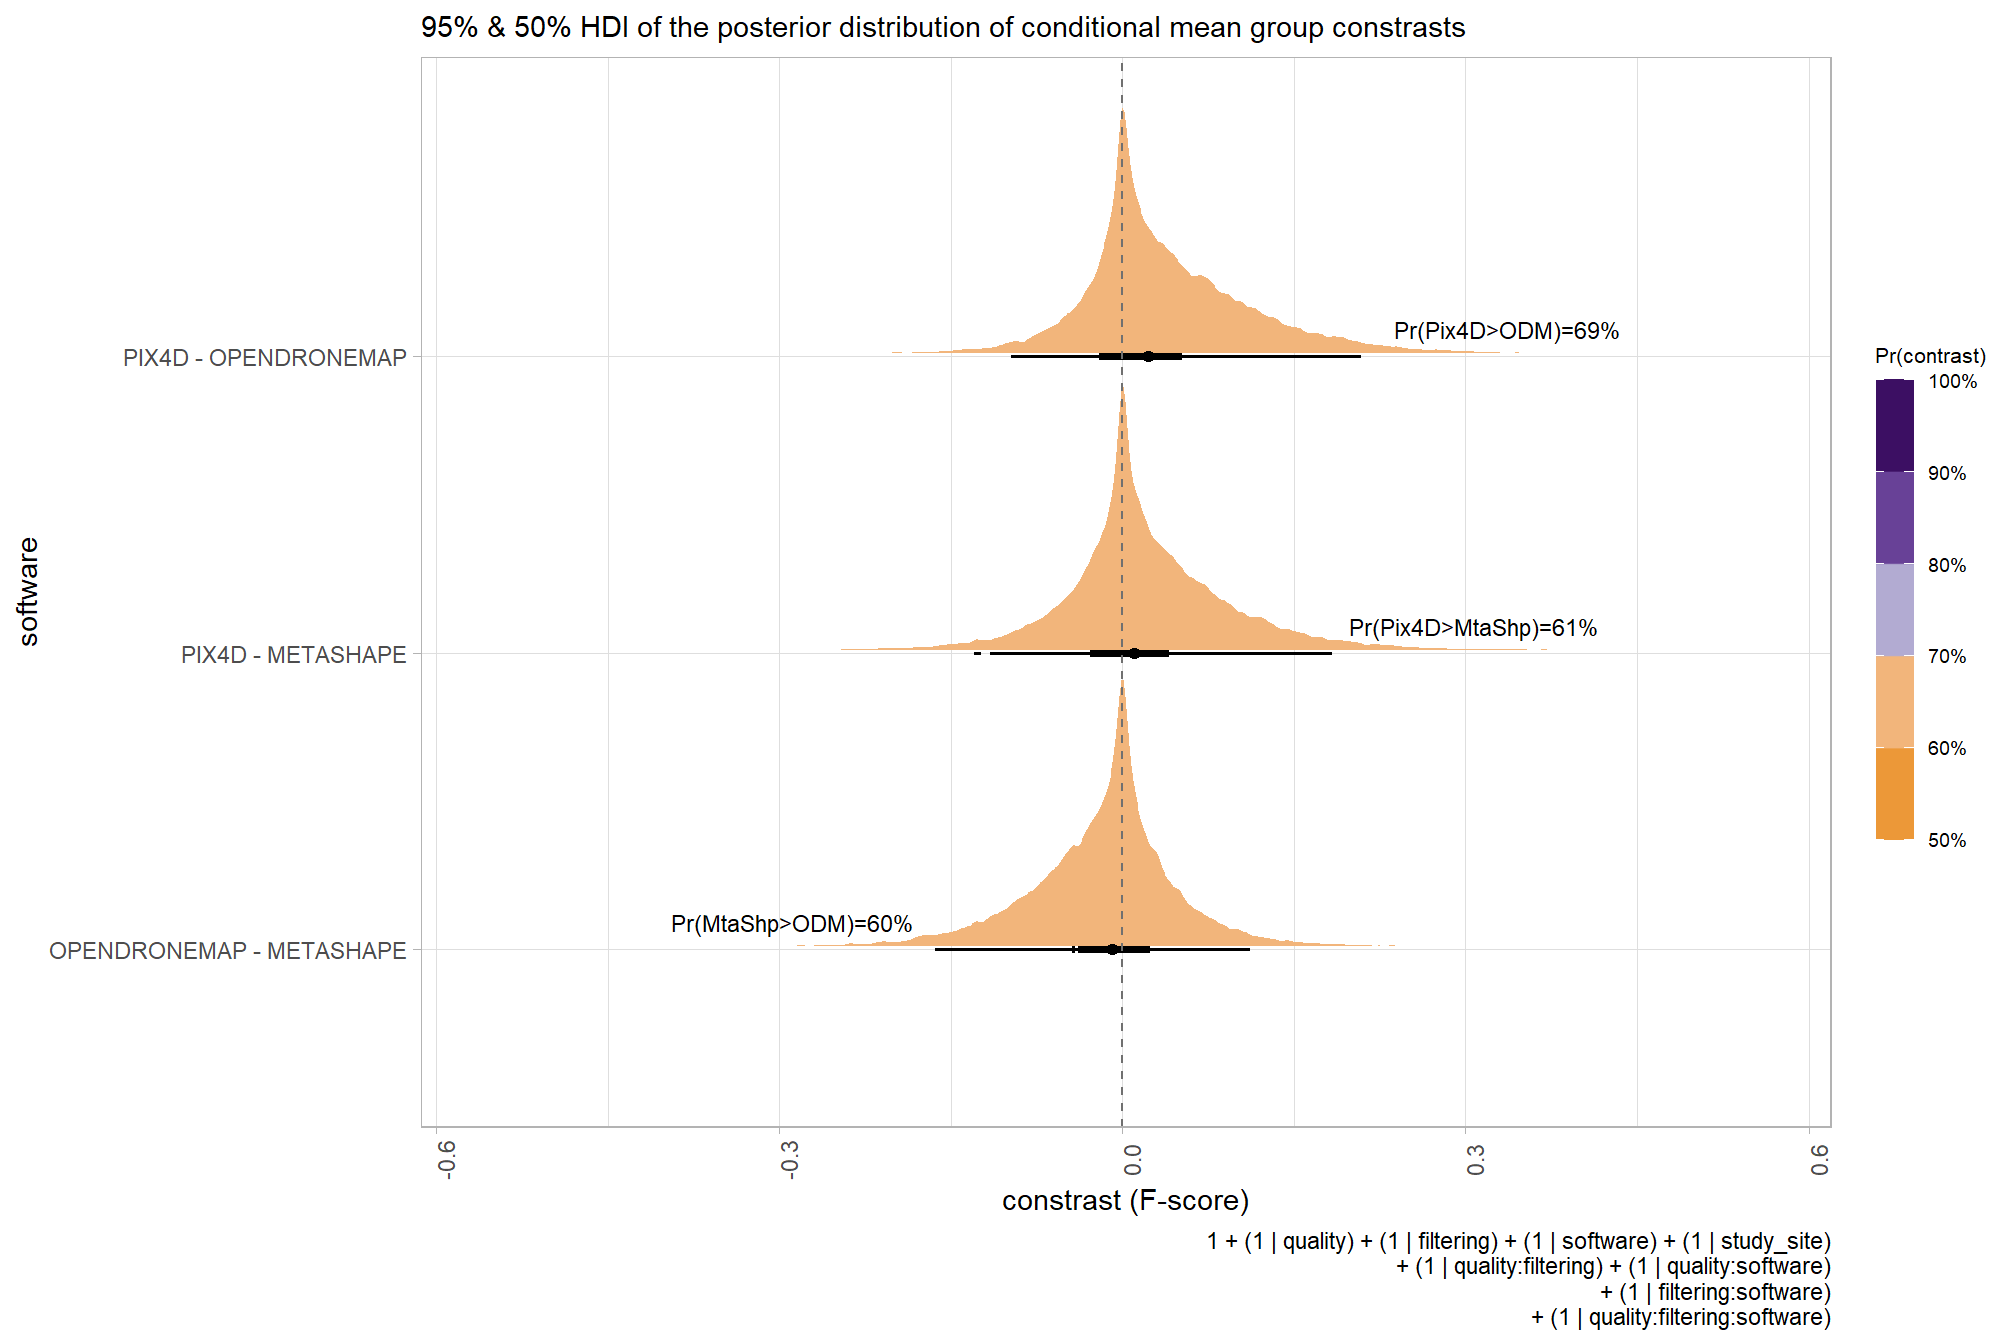 95% & 50% HDI of the posterior distribution of conditional mean group constrasts
software
PIX4D - OPENDRONEMAP
PIX4D - METASHAPE
OPENDRONEMAP - METASHAPE
Pr(Pix4D>ODM)=69%
Pr(Pix4D>MtaShp)=61%
Pr(MtaShp>ODM)=60%
-0.6
-0.3
0.0
0.3
0.6
constrast (F-score)
Pr(contrast)
100%
90%
80%
70%
60%
50%
1 + (1 | quality) + (1 | filtering) + (1 | software) + (1 | study_site)
+ (1 | quality:filtering) + (1 | quality:software)
+ (1 | filtering:software)
+ (1 | quality:filtering:software)